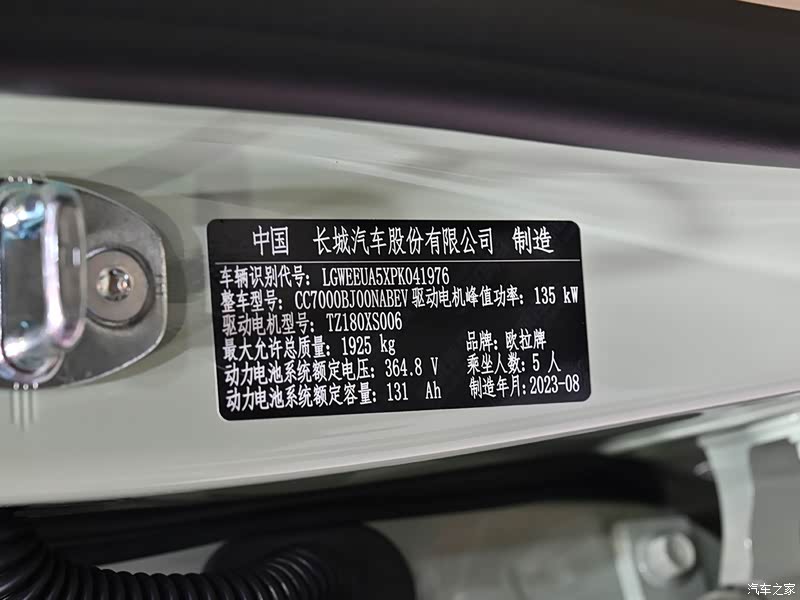 中国 长城汽车股份有限公司 制造
车辆识别代号: LGWEEUA5XPK041976
整车型号: CC7000BJ00NABEV 驱动电机峰值功率: 135 kW
驱动电机型号: TZ180XS006
最大允许总质量: 1925 kg 品牌: 欧拉牌
动力电池系统额定电压: 364.8 V 乘坐人数: 5 人
动力电池系统额定容量: 131 Ah 制造年月: 2023-08
汽车之家